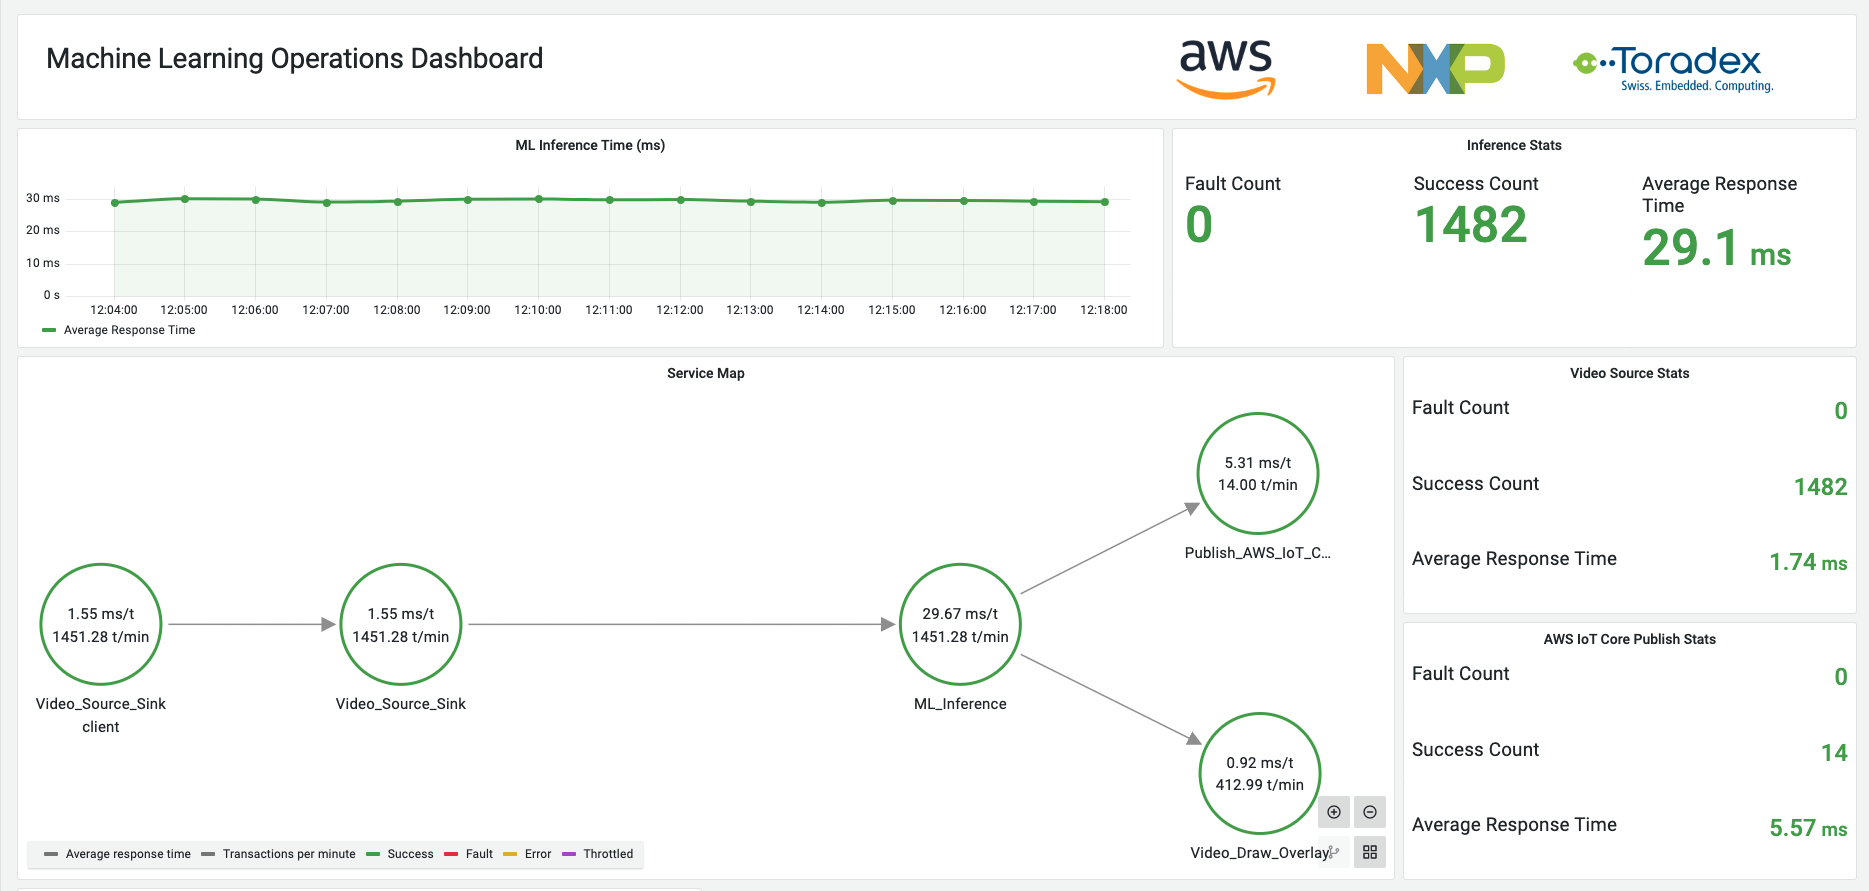 Machine Learning Operations Dashboard
aws
NXP
Toradex
Swiss. Embedded. Computing.
ML Inference Time (ms)
30 ms
20 ms
10 ms
0 s
12:04:00 12:05:00 12:06:00 12:07:00 12:08:00 12:09:00 12:10:00 12:11:00 12:12:00 12:13:00 12:14:00 12:15:00 12:16:00 12:17:00 12:18:00
Average Response Time
Inference Stats
Fault Count
0
Success Count
1482
Average Response
Time
29.1 ms
Service Map
1.55 ms/t
1451.28 t/min
Video_Source_Sink
client
1.55 ms/t
1451.28 t/min
Video_Source_Sink
29.67 ms/t
1451.28 t/min
ML_Inference
5.31 ms/t
14.00 t/min
Publish_AWS_IoT_C...
0.92 ms/t
412.99 t/min
Video_Draw_Overlay
Average response time Transactions per minute Success Fault Error Throttled
Video Source Stats
Fault Count 0
Success Count 1482
Average Response Time 1.74 ms
AWS IoT Core Publish Stats
Fault Count 0
Success Count 14
Average Response Time 5.57 ms